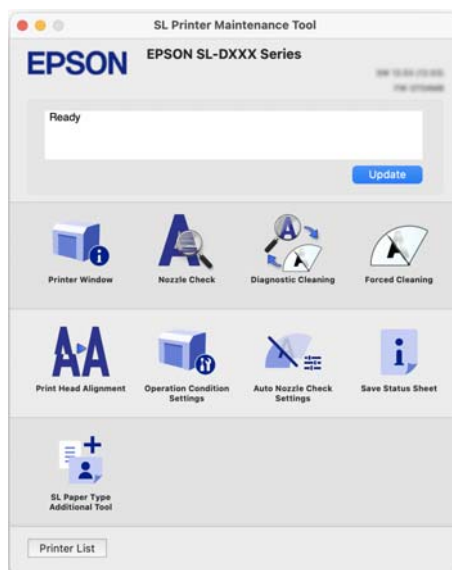 SL Printer Maintenance Tool
EPSON
EPSON SL-DXXX Series
Ready
Update
Printer Window
Nozzle Check
Diagnostic Cleaning
Forced Cleaning
Print Head Alignment
Operation Condition
Settings
Auto Nozzle Check
Settings
Save Status Sheet
SL Paper Type
Additional Tool
Printer List